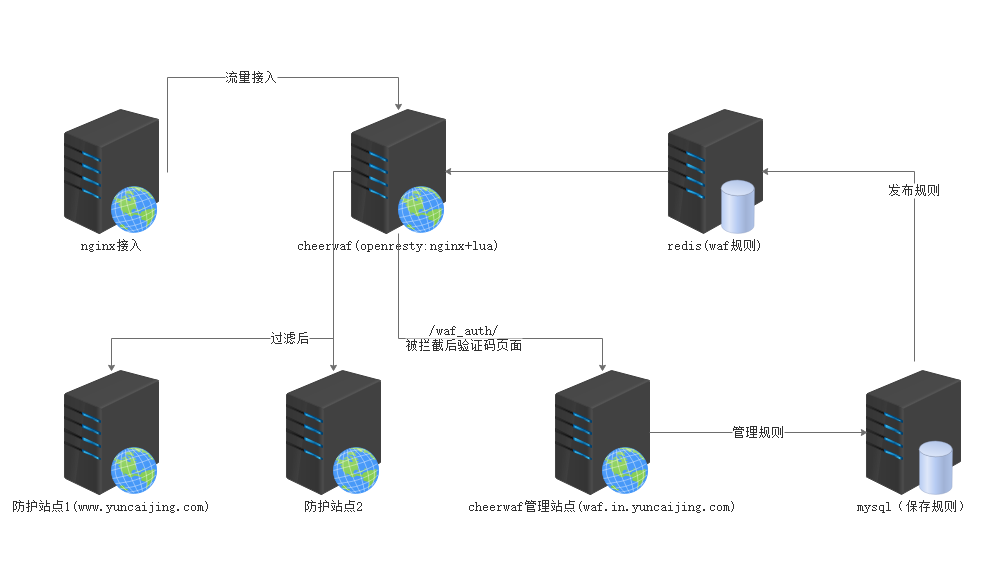 流量接入
发布规则
nginx接入
cheerwaf(openresty:nginx+lua)
redis(waf规则)
过滤后
/waf_auth/
被拦截后验证码页面
管理规则
防护站点1(www.yuncaijing.com)
防护站点2
cheerwaf管理站点(waf.in.yuncaijing.com)
mysql（保存规则）